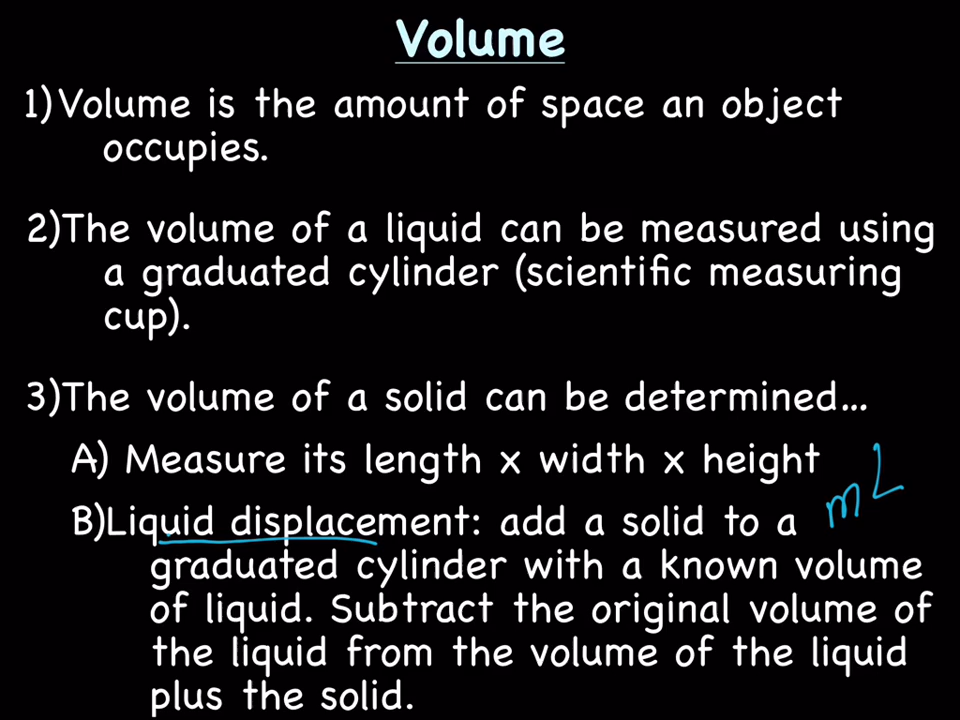 Volume
1)Volume is the amount of space an object
occupies.
2)The volume of a liquid can be measured using
a graduated cylinder (scientific measuring
cup).
3)The volume of a solid can be determined...
A) Measure its length x width x height
mL
B)Liquid displacement: add a solid to a
graduated cylinder with a known volume
of liquid. Subtract the original volume of
the liquid from the volume of the liquid
plus the solid.